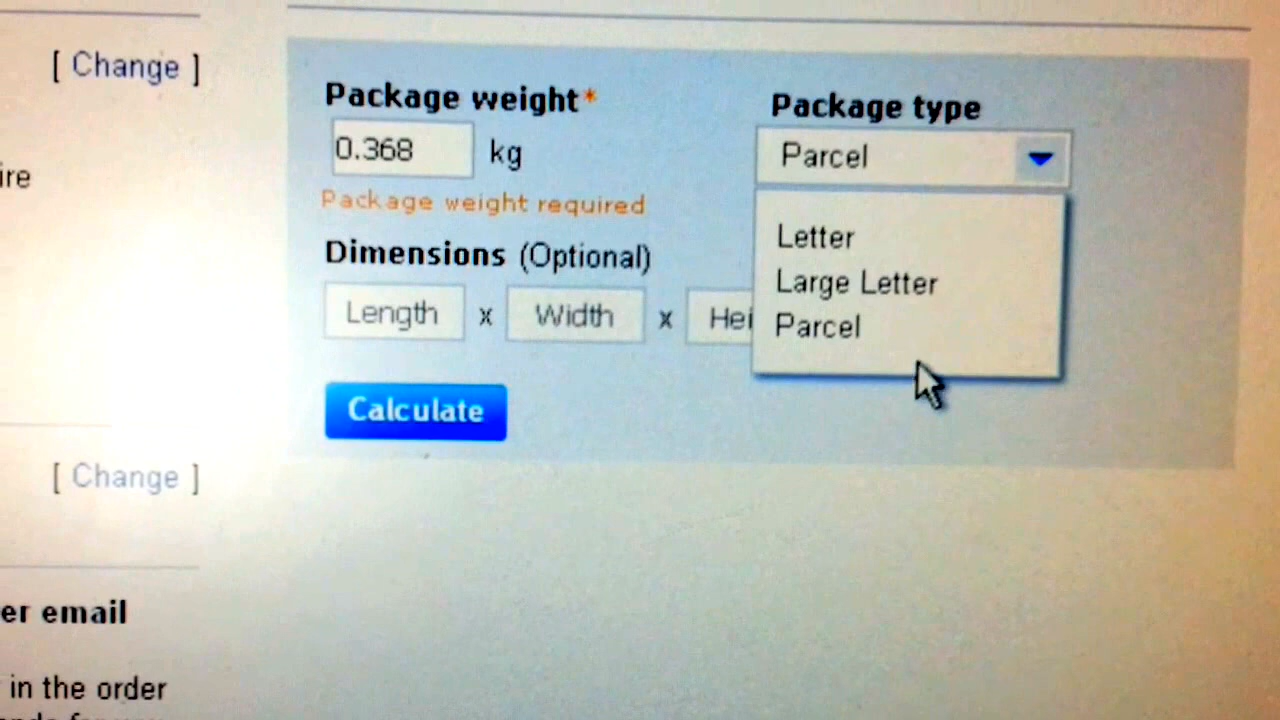 [ Change ]
Package weight*
Package type
0.368 kg
Parcel
ire
Package weight required
Letter
Dimensions (Optional)
Large Letter
Length x Width x Hei
Parcel
Calculate
[ Change ]
er email
in the order